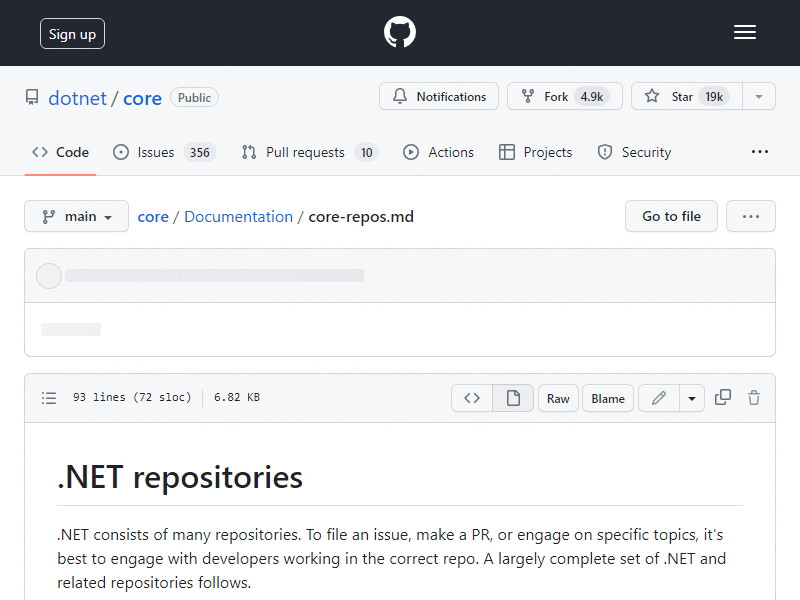 Sign up
dotnet / core Public
Notifications
Fork 4.9k
Star 19k
Code
Issues 356
Pull requests 10
Actions
Projects
Security
main
core / Documentation / core-repos.md
Go to file
93 lines (72 sloc) 6.82 KB
Raw
Blame
.NET repositories
.NET consists of many repositories. To file an issue, make a PR, or engage on specific topics, it's
best to engage with developers working in the correct repo. A largely complete set of .NET and
related repositories follows.